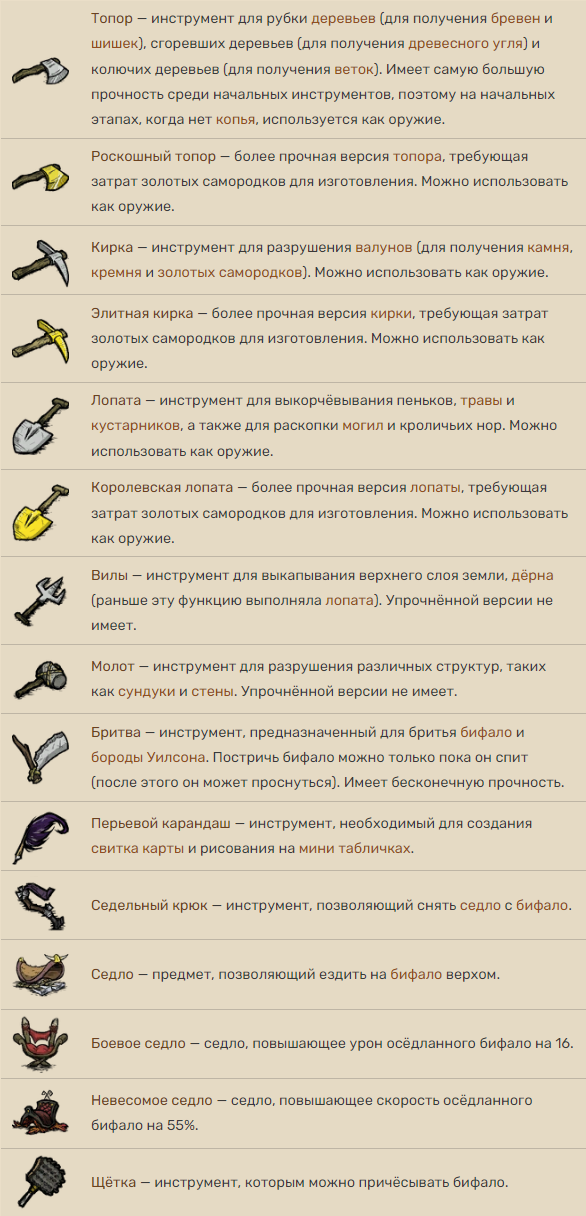 Топор — инструмент для рубки деревьев (для получения бревен и
шишек), сгоревших деревьев (для получения древесного угля) и
колючих деревьев (для получения веток). Имеет самую большую
прочность среди начальных инструментов, поэтому на начальных
этапах, когда нет копья, используется как оружие.
Роскошный топор — более прочная версия топора, требующая
затрат золотых самородков для изготовления. Можно использовать
как оружие.
Кирка — инструмент для разрушения валунов (для получения камня,
кремня и золотых самородков). Можно использовать как оружие.
Элитная кирка — более прочная версия кирки, требующая затрат
золотых самородков для изготовления. Можно использовать как
оружие.
Лопата — инструмент для выкорчёвывания пеньков, травы и
кустарников, а также для раскопки могил и кроличьих нор. Можно
использовать как оружие.
Королевская лопата — более прочная версия лопаты, требующая
затрат золотых самородков для изготовления. Можно использовать
как оружие.
Вилы — инструмент для выкапывания верхнего слоя земли, дёрна
(раньше эту функцию выполняла лопата). Упрочнённой версии не
имеет.
Молот — инструмент для разрушения различных структур, таких
как сундуки и стены. Упрочнённой версии не имеет.
Бритва — инструмент, предназначенный для бритья бифало и
бороды Уилсона. Постричь бифало можно только пока он спит
(после этого он может проснуться). Имеет бесконечную прочность.
Перьевой карандаш — инструмент, необходимый для создания
свитка карты и рисования на мини табличках.
Седельный крюк — инструмент, позволяющий снять седло с бифало.
Седло — предмет, позволяющий ездить на бифало верхом.
Боевое седло — седло, повышающее урон осёдланного бифало на 16.
Невесомое седло — седло, повышающее скорость осёдланного
бифало на 55%.
Щётка — инструмент, которым можно причёсывать бифало.